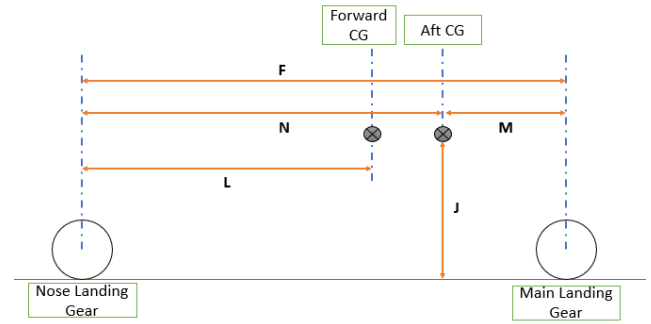 Forward
CG
Aft CG
F
N
M
L
J
Nose Landing
Gear
Main Landing
Gear